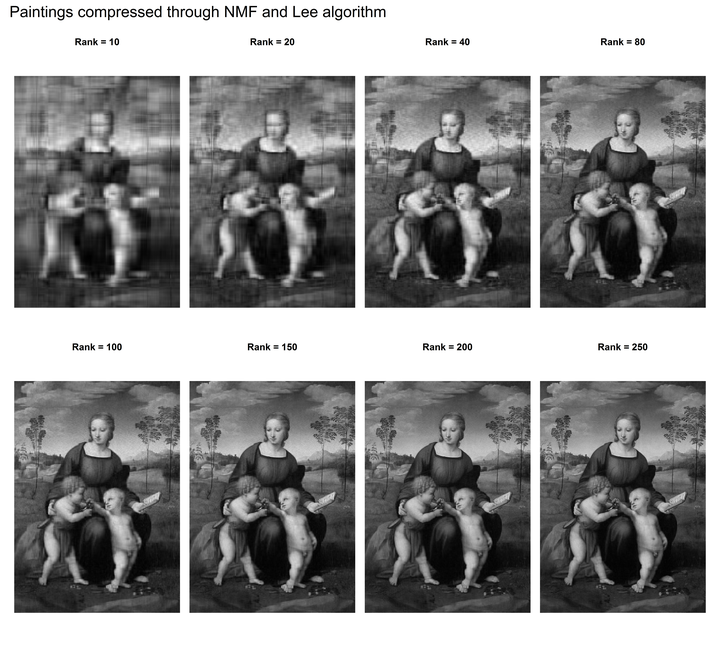 Paintings compressed through NMF and Lee algorithm
Rank = 10
Rank = 20
Rank = 40
Rank = 80
Rank = 100
Rank = 150
Rank = 200
Rank = 250